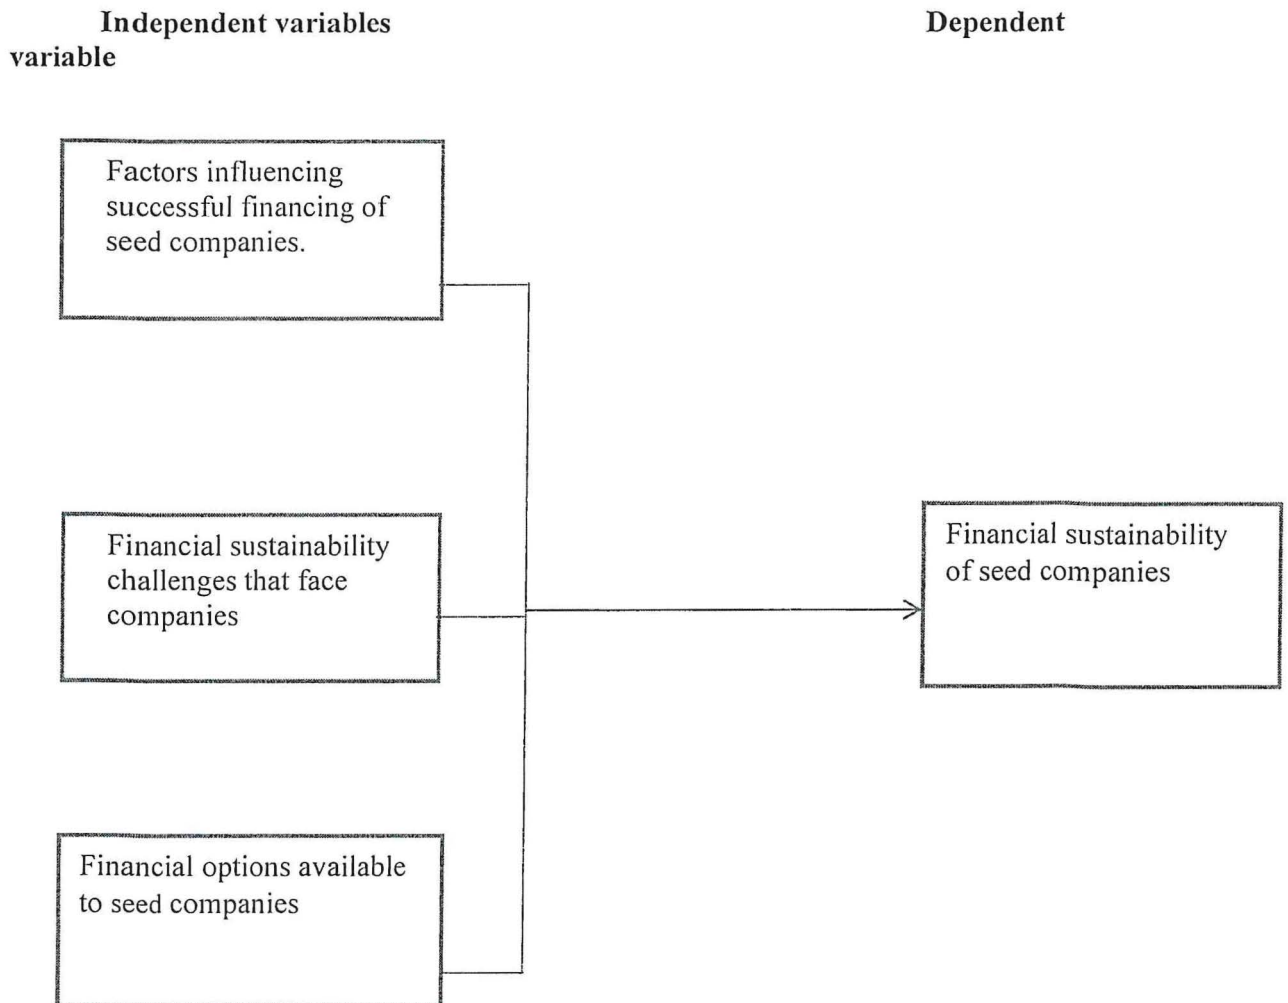 Independent variables Dependent
variable
Factors influencing
successful financing of
seed companies.
Financial sustainability
challenges that face
companies
Financial sustainability
of seed companies
Financial options available
to seed companies